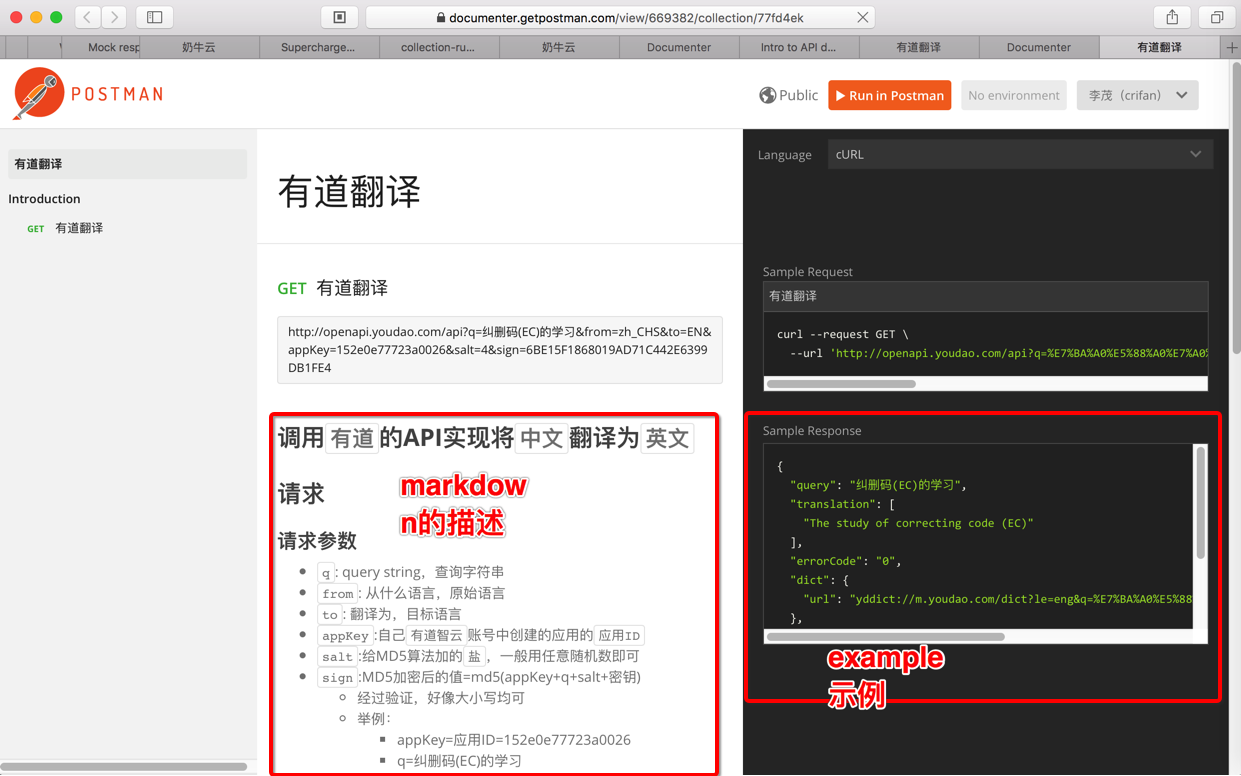 documenter.getpostman.com/view/669382/collection/77fd4ek
Mock resp
奶牛云
Supercharge...
collection-ru...
奶牛云
Documenter
Intro to API d...
有道翻译
Documenter
有道翻译
POSTMAN
Public
Run in Postman
No environment
李茂（crifan）
有道翻译
Introduction
GET 有道翻译
有道翻译
GET 有道翻译
http://openapi.youdao.com/api?q=纠删码(EC)的学习&from=zh_CHS&to=EN&
appKey=152e0e77723a0026&salt=4&sign=6BE15F1868019AD71C442E6399
DB1FE4
调用有道的API实现将中文翻译为英文
请求
markdow
n的描述
请求参数
q: query string，查询字符串
from: 从什么语言，原始语言
to: 翻译为，目标语言
appKey:自己有道智云账号中创建的应用的应用ID
salt:给MD5算法加的盐，一般用任意随机数即可
sign:MD5加密后的值=md5(appKey+q+salt+密钥)
经过验证，好像大小写均可
举例：
appKey=应用ID=152e0e77723a0026
q=纠删码(EC)的学习
Language cURL
Sample Request
有道翻译
curl --request GET \
--url 'http://openapi.youdao.com/api?q=%E7%BA%A0%E5%88%A0%E7%A0%
Sample Response
{
"query": "纠删码(EC)的学习",
"translation": [
"The study of correcting code (EC)"
],
"errorCode": "0",
"dict": {
"url": "yddict://m.youdao.com/dict?le=eng&q=%E7%BA%A0%E5%88
},
example
示例